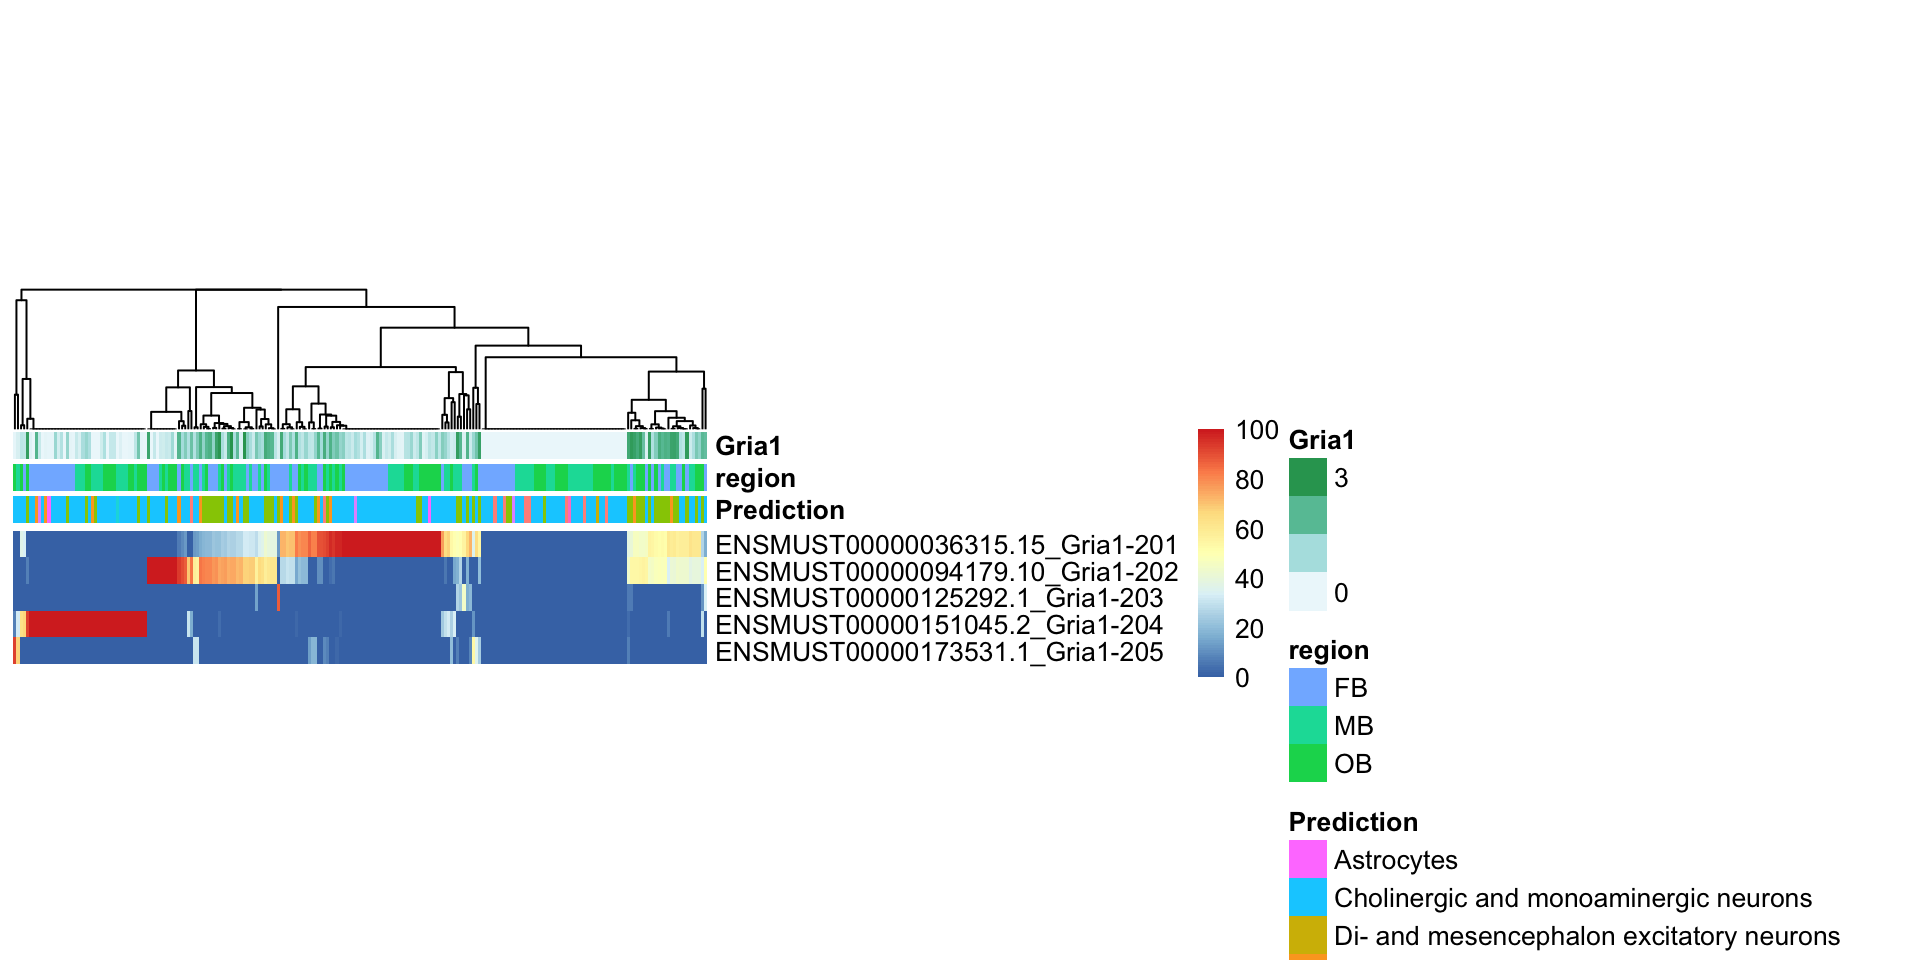 Gria1
region
Prediction
ENSMUST00000036315.15_Gria1-201
ENSMUST00000094179.10_Gria1-202
ENSMUST00000125292.1_Gria1-203
ENSMUST00000151045.2_Gria1-204
ENSMUST00000173531.1_Gria1-205
100
80
60
40
20
0
Gria1
3
0
region
FB
MB
OB
Prediction
Astrocytes
Cholinergic and monoaminergic neurons
Di- and mesencephalon excitatory neurons